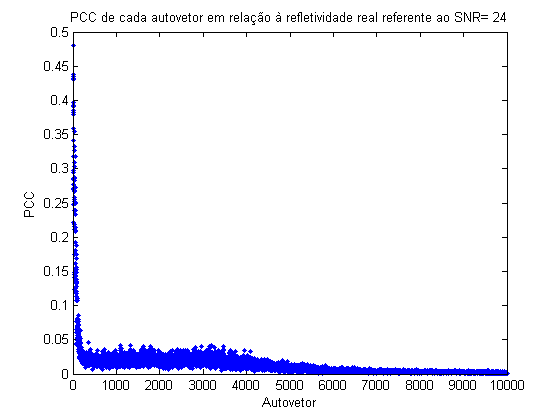 PCC de cada autovetor em relação à refletividade real referente ao SNR= 24
0.5
0.45
0.4
0.35
0.3
0.25
0.2
0.15
0.1
0.05
0
PCC
0 1000 2000 3000 4000 5000 6000 7000 8000 9000 10000
Autovetor